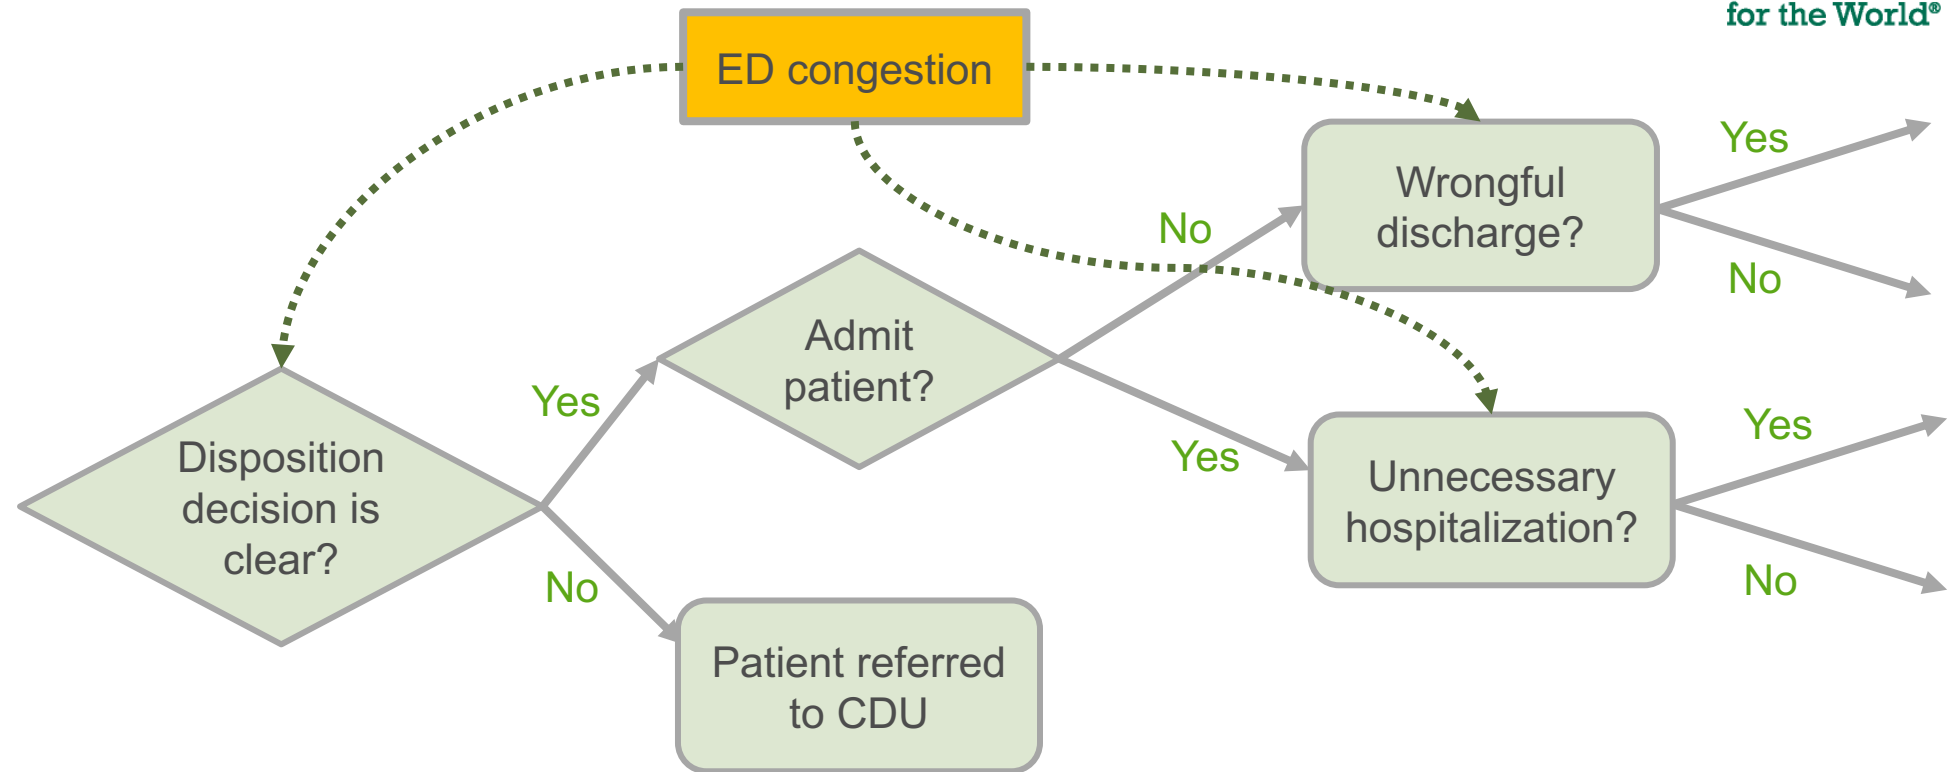 for the World®
ED congestion
Wrongful
discharge?
Yes
No
No
Admit
patient?
Yes
Yes
Disposition
decision is
clear?
No
Unnecessary
hospitalization?
Yes
No
Patient referred
to CDU